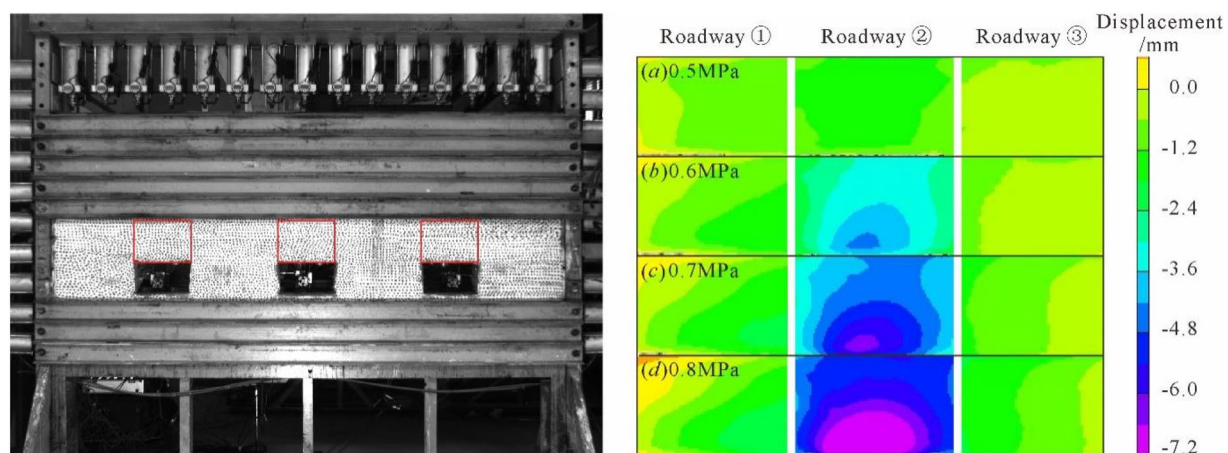 Roadway ① Roadway ② Roadway ③ Displacement
/mm
(a)0.5MPa
(b)0.6MPa
(c)0.7MPa
(d)0.8MPa
0.0
-1.2
-2.4
-3.6
-4.8
-6.0
-7.2